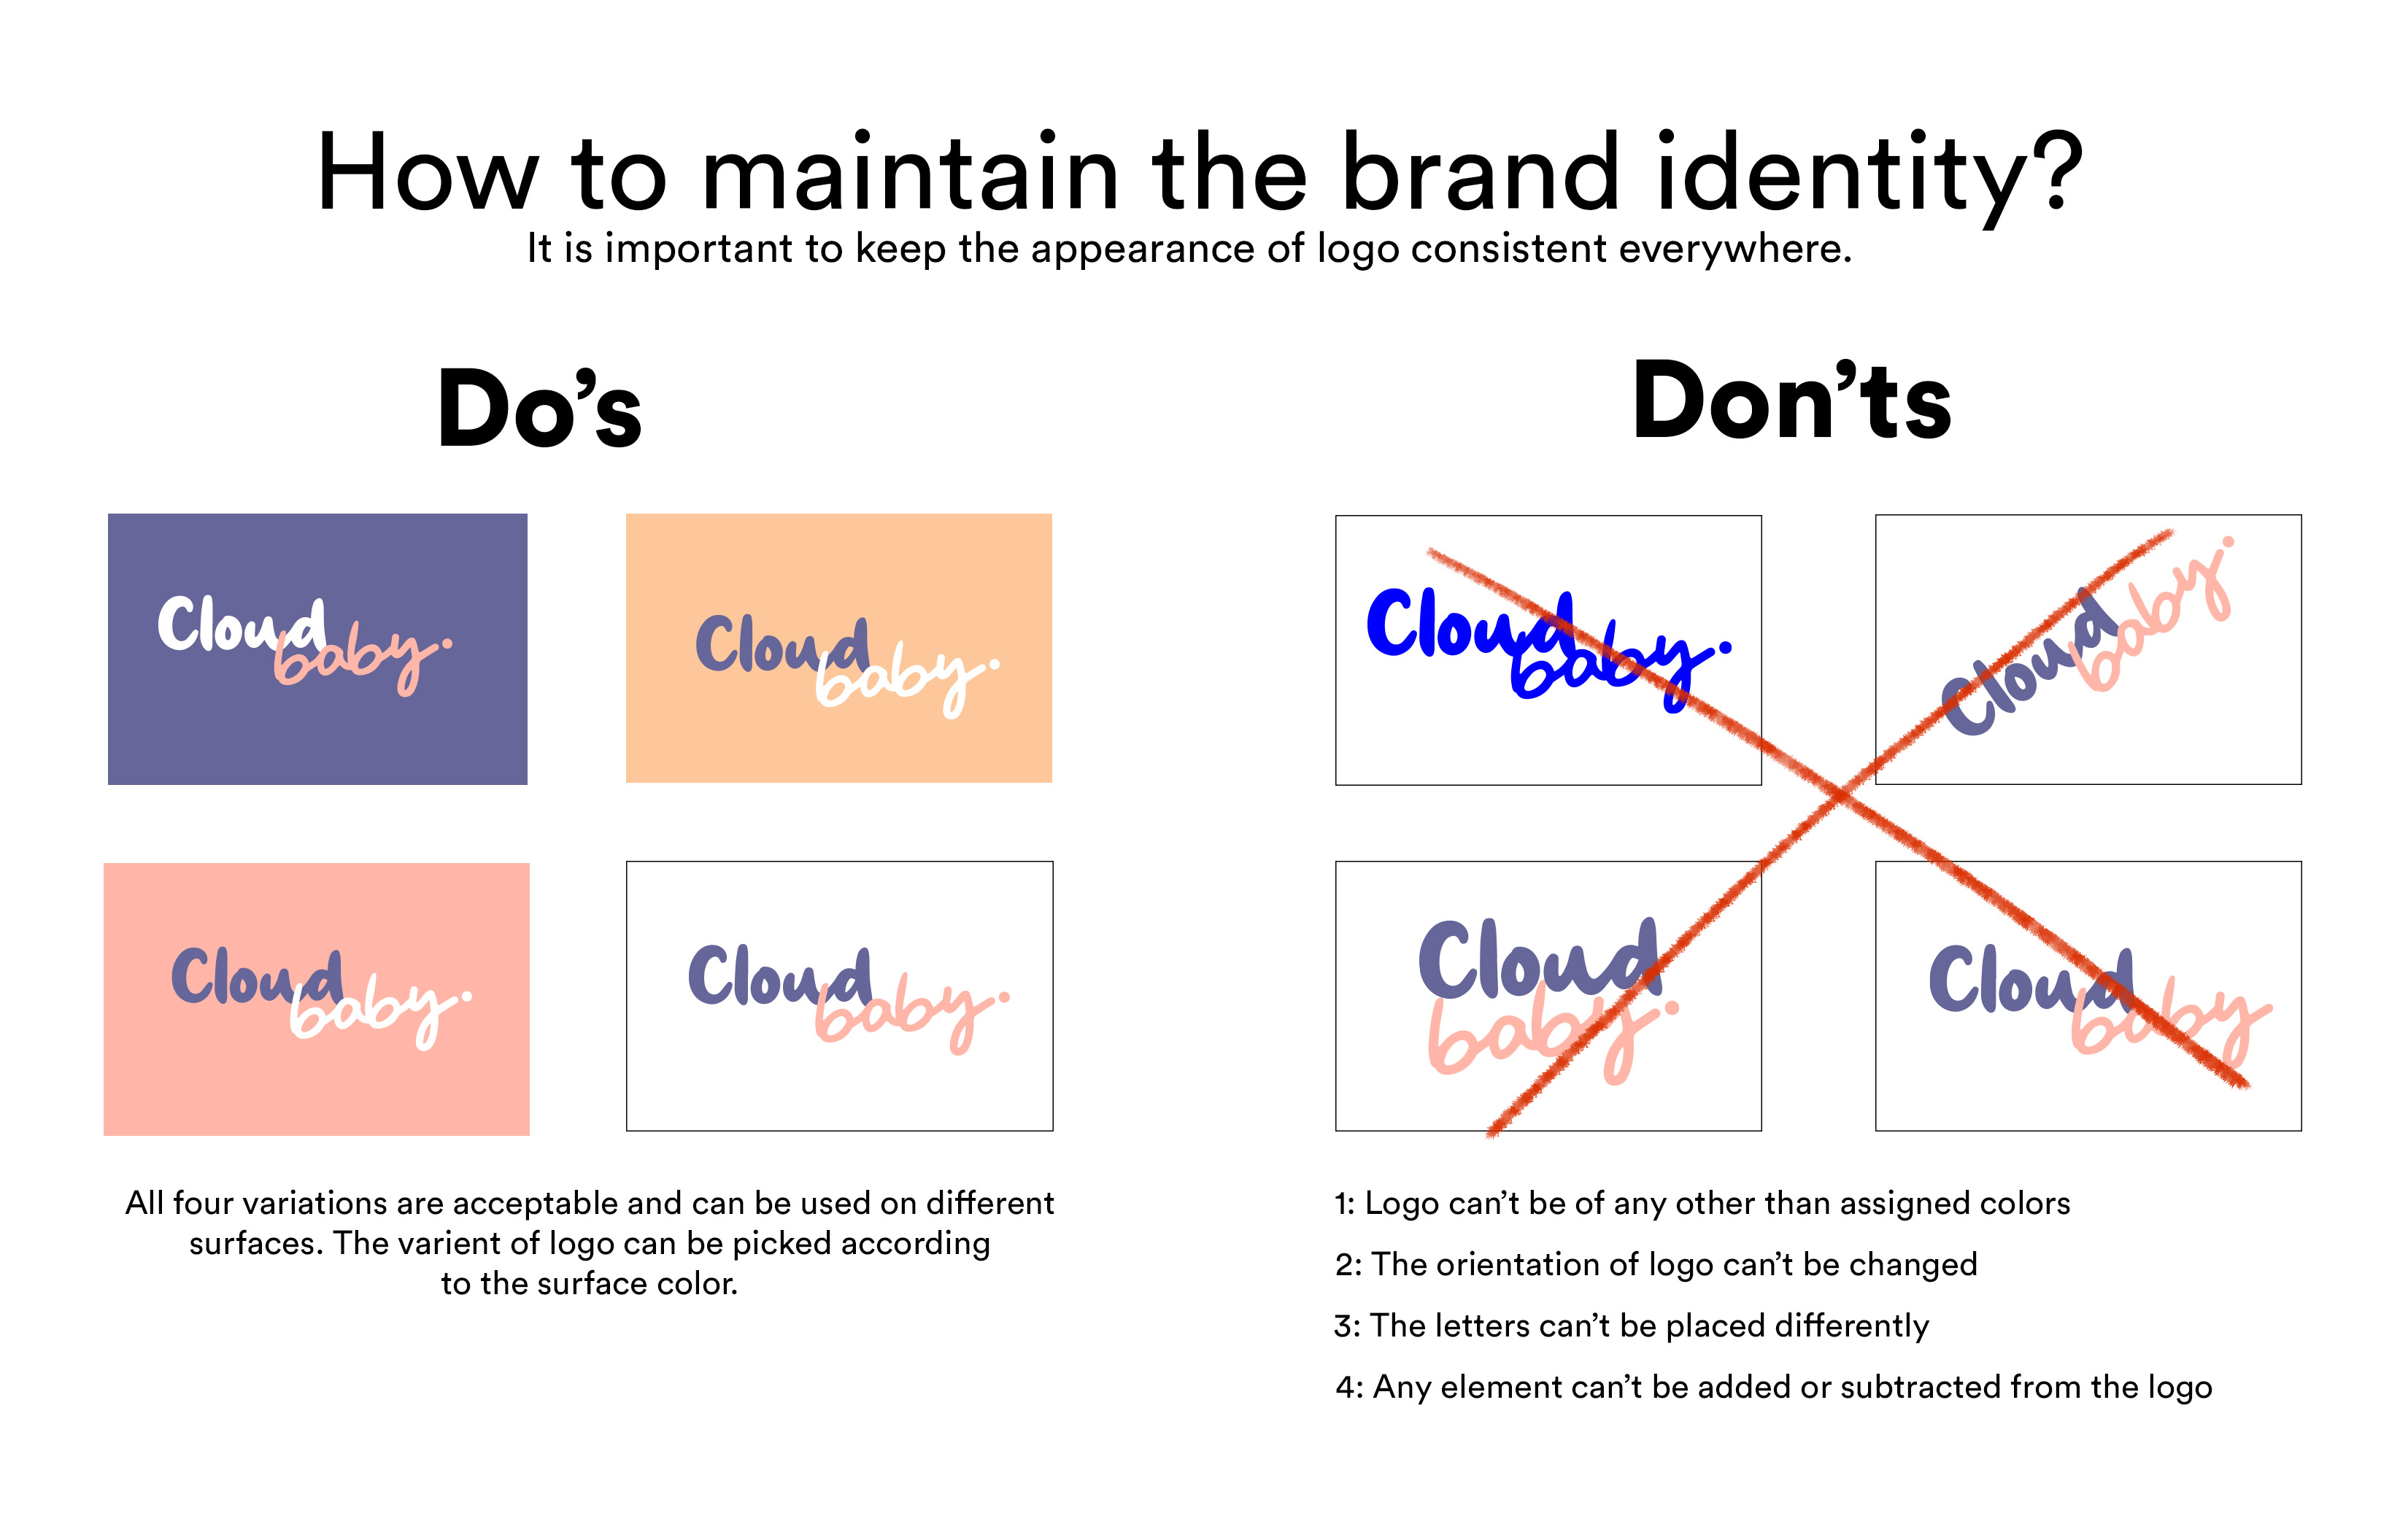 How to maintain the brand identity?
It is important to keep the appearance of logo consistent everywhere.
Do’s
Cloud
baby.
Cloud
baby.
Cloud
baby.
Cloud
baby.
All four variations are acceptable and can be used on different
surfaces. The varient of logo can be picked according
to the surface color.
Don’ts
Cloud
baby.
Cloud
baby.
Cloud
baby.
Cloud
baby
1: Logo can’t be of any other than assigned colors
2: The orientation of logo can’t be changed
3: The letters can’t be placed differently
4: Any element can’t be added or subtracted from the logo